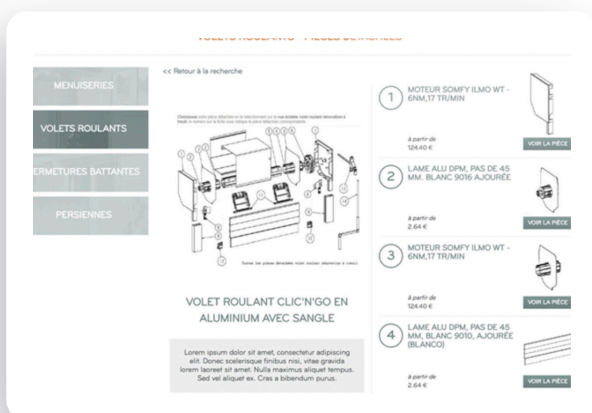 VOLETS ROULANTS - PIÈCES DÉTACHÉES
<< Retour à la recherche
MENUISERIES
VOLETS ROULANTS
FERMETURES BATTANTES
PERSIENNES
VOLET ROULANT CLIC'N'GO EN
ALUMINIUM AVEC SANGLE
Lorem ipsum dolor sit amet, consectetur adipiscing
elit. Donec scelerisque finibus nisi, vitae gravida
lorem laoreet sit amet. Nulla maximus aliquet tempus.
Sed vel aliquet ex. Cras a bibendum purus.
1
MOTEUR SOMFY ILMO WT -
6NM,17 TR/MIN
à partir de
124.40 €
VOIR LA PIÈCE
2
LAME ALU DPM, PAS DE 45
MM. BLANC 9016 AJOURÉE
à partir de
2.64 €
VOIR LA PIÈCE
3
MOTEUR SOMFY ILMO WT -
6NM,17 TR/MIN
à partir de
124.40 €
VOIR LA PIÈCE
4
LAME ALU DPM, PAS DE 45
MM, BLANC 9010, AJOURÉE
(BLANCO)
à partir de
2.64 €
VOIR LA PIÈCE